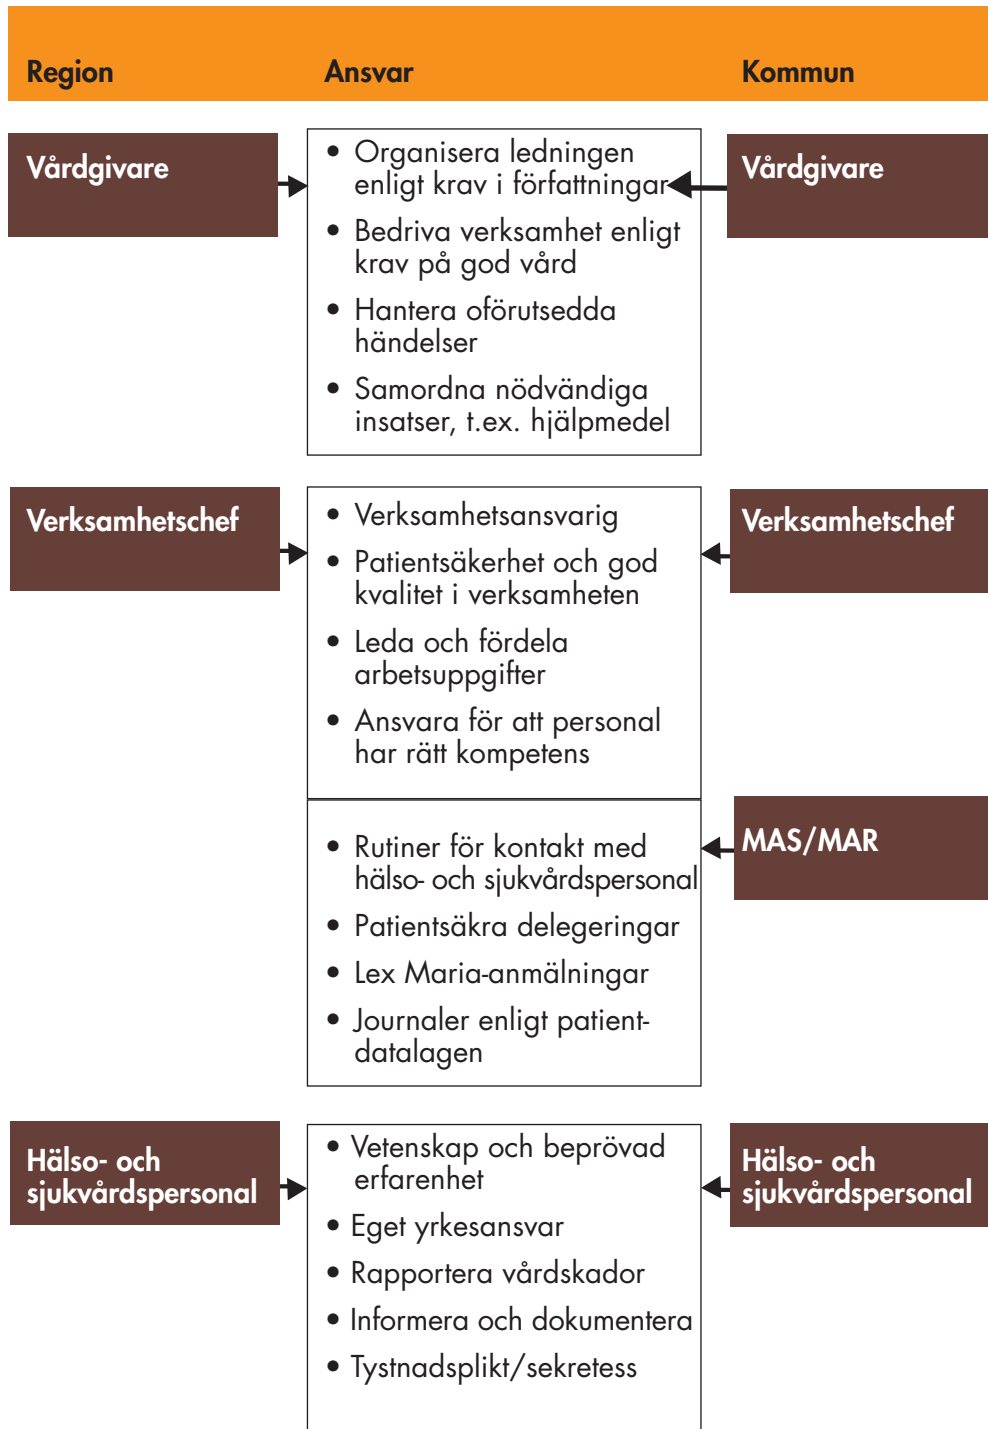 Region
Ansvar
Kommun
Vårdgivare
• Organisera ledningen
enligt krav i författningar
• Bedriva verksamhet enligt
krav på god vård
• Hantera oförutsedda
händelser
• Samordna nödvändiga
insatser, t.ex. hjälpmedel
Vårdgivare
Verksamhetschef
• Verksamhetsansvarig
• Patientsäkerhet och god
kvalitet i verksamheten
• Leda och fördela
arbetsuppgifter
• Ansvara för att personal
har rätt kompetens
Verksamhetschef
• Rutiner för kontakt med
hälso- och sjukvårdspersonal
• Patientsäkra delegeringar
• Lex Maria-anmälningar
• Journaler enligt patient-
datalagen
MAS/MAR
Hälso- och
sjukvårdspersonal
• Vetenskap och beprövad
erfarenhet
• Eget yrkesansvar
• Rapportera vårdskador
• Informera och dokumentera
• Tystnadsplikt/sekretess
Hälso- och
sjukvårdspersonal